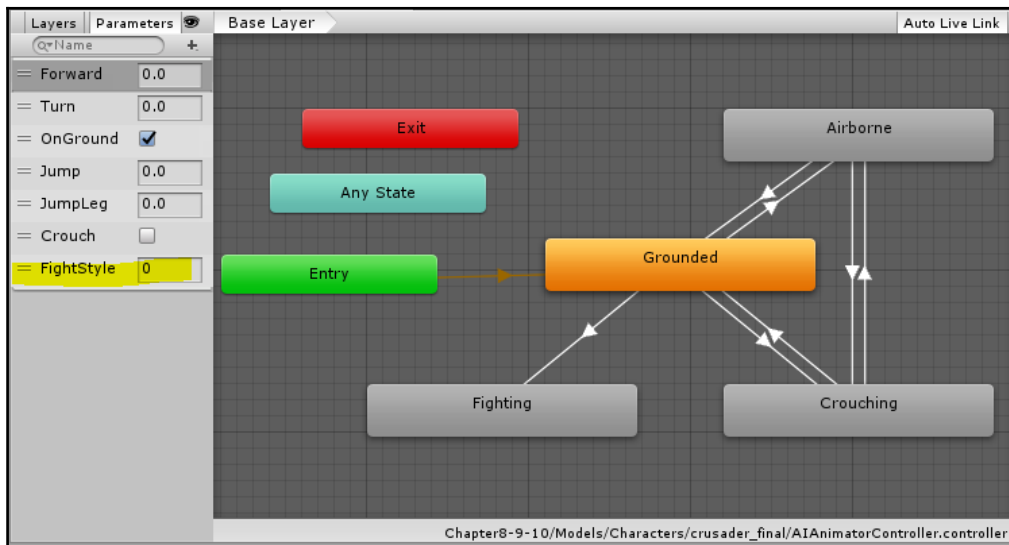 Layers Parameters Base Layer Auto Live Link
Name +
Forward 0.0
Turn 0.0
OnGround
Jump 0.0
JumpLeg 0.0
Crouch
FightStyle 0
Exit
Airborne
Any State
Grounded
Entry
Fighting
Crouching
Chapter8-9-10/Models/Characters/crusader_final/AIAnimatorController.controller